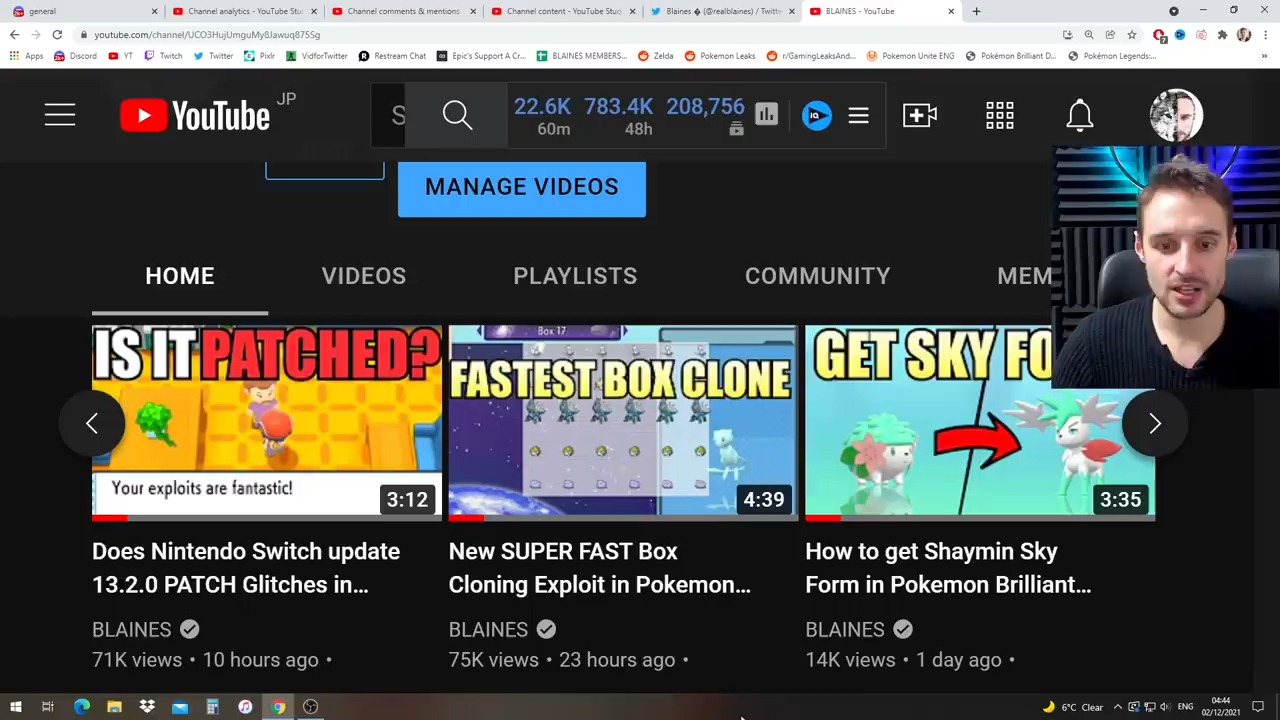 general
Channel analytics - YouTube Stu
Channel comments & mentions
Channel content - YouTube Stu
Blaines � (@realblaines) / Twitte
BLAINES - YouTube
youtube.com/channel/UCO3HujUmguMy8Jawuq875Sg
Apps
Discord
YT
Twitch
Twitter
Pixlr
VidforTwitter
Restream Chat
Epic's Support A Cr...
BLAINES MEMBERS...
Zelda
Pokemon Leaks
r/GamingLeaksAnd...
Pokemon Unite ENG
Pokémon Brilliant D...
Pokémon Legends:...
YouTube JP
S
22.6K 783.4K 208,756
60m 48h
IQ
MANAGE VIDEOS
HOME VIDEOS PLAYLISTS COMMUNITY MEM
IS IT PATCHED?
Your exploits are fantastic!
3:12
Box 17
FASTEST BOX CLONE
4:39
GET SKY FO
3:35
Does Nintendo Switch update
13.2.0 PATCH Glitches in...
BLAINES
71K views • 10 hours ago •
New SUPER FAST Box
Cloning Exploit in Pokemon...
BLAINES
75K views • 23 hours ago •
How to get Shaymin Sky
Form in Pokemon Brilliant...
BLAINES
14K views • 1 day ago •
6°C Clear
ENG
04:44
02/12/2021